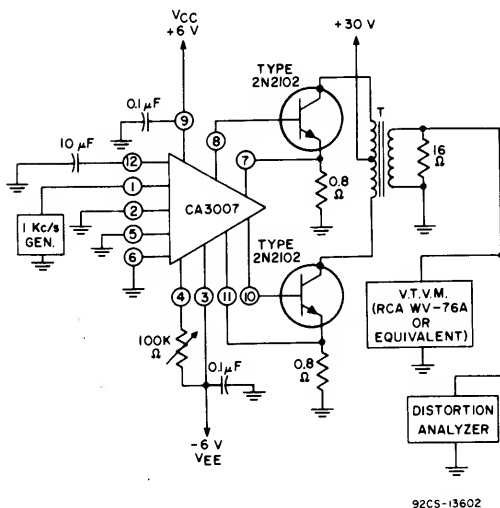 VCC
+6 V
+30 V
TYPE
2N2102
T
0.1 μF
9
8
10 μF
12
7
1
16
Ω
0.8
Ω
CA3007
2
1 Kc/s
GEN.
5
TYPE
2N2102
6
4
3
11
10
V.T.V.M.
(RCA WV-76A
OR
EQUIVALENT)
100K
Ω
0.1 μF
0.8
Ω
DISTORTION
ANALYZER
-6 V
VEE
92CS-13602